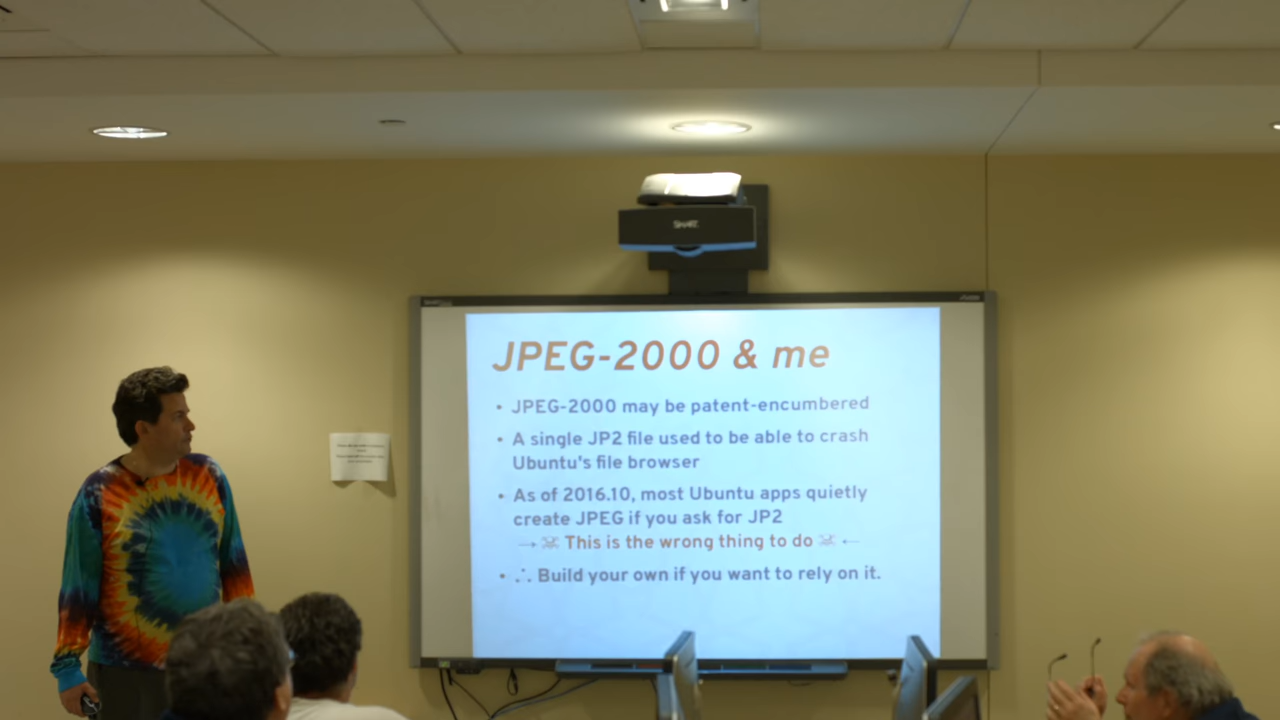 SMART
JPEG-2000 & me
• JPEG-2000 may be patent-encumbered
• A single JP2 file used to be able to crash
Ubuntu's file browser
• As of 2016.10, most Ubuntu apps quietly
create JPEG if you ask for JP2
→☠ This is the wrong thing to do ☠←
• ∴ Build your own if you want to rely on it.